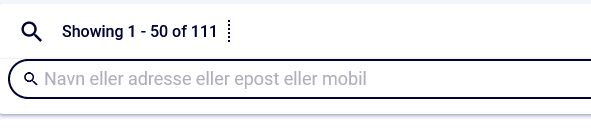 Showing 1 - 50 of 111
Navn eller adresse eller epost eller mobil